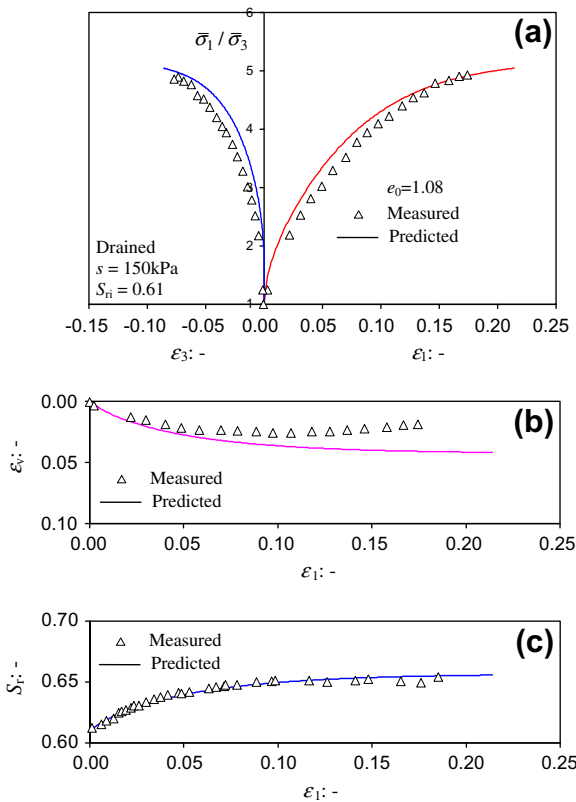 6
σ̄₁ / σ̄₃
(a)
5
4
3
2
1
e₀=1.08
Measured
Predicted
Drained
s = 150kPa
Sᵣᵢ = 0.61
-0.15 -0.10 -0.05 0.00 0.05 0.10 0.15 0.20 0.25
ε₃: - ε₁: -
(b)
0.00
0.05
0.10
εᵥ: -
Measured
Predicted
0.00 0.05 0.10 0.15 0.20 0.25
ε₁: -
(c)
0.70
0.65
0.60
Sᵣ: -
Measured
Predicted
0.00 0.05 0.10 0.15 0.20 0.25
ε₁: -